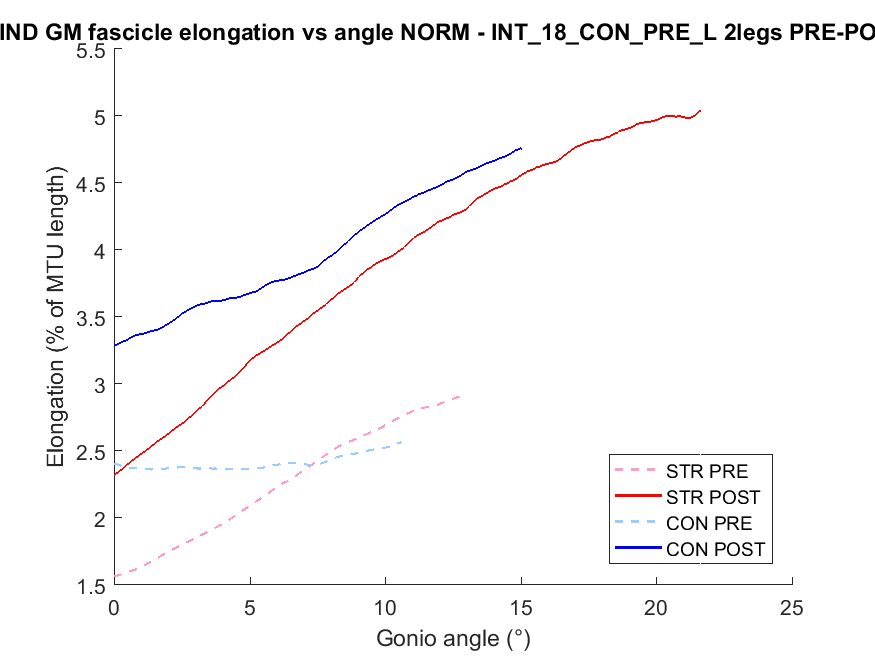 IND GM fascicle elongation vs angle NORM - INT_18_CON_PRE_L 2legs PRE-PO
5.5
5
4.5
4
3.5
3
2.5
2
1.5
Elongation (% of MTU length)
0
5
10
15
20
25
Gonio angle (°)
STR PRE
STR POST
CON PRE
CON POST